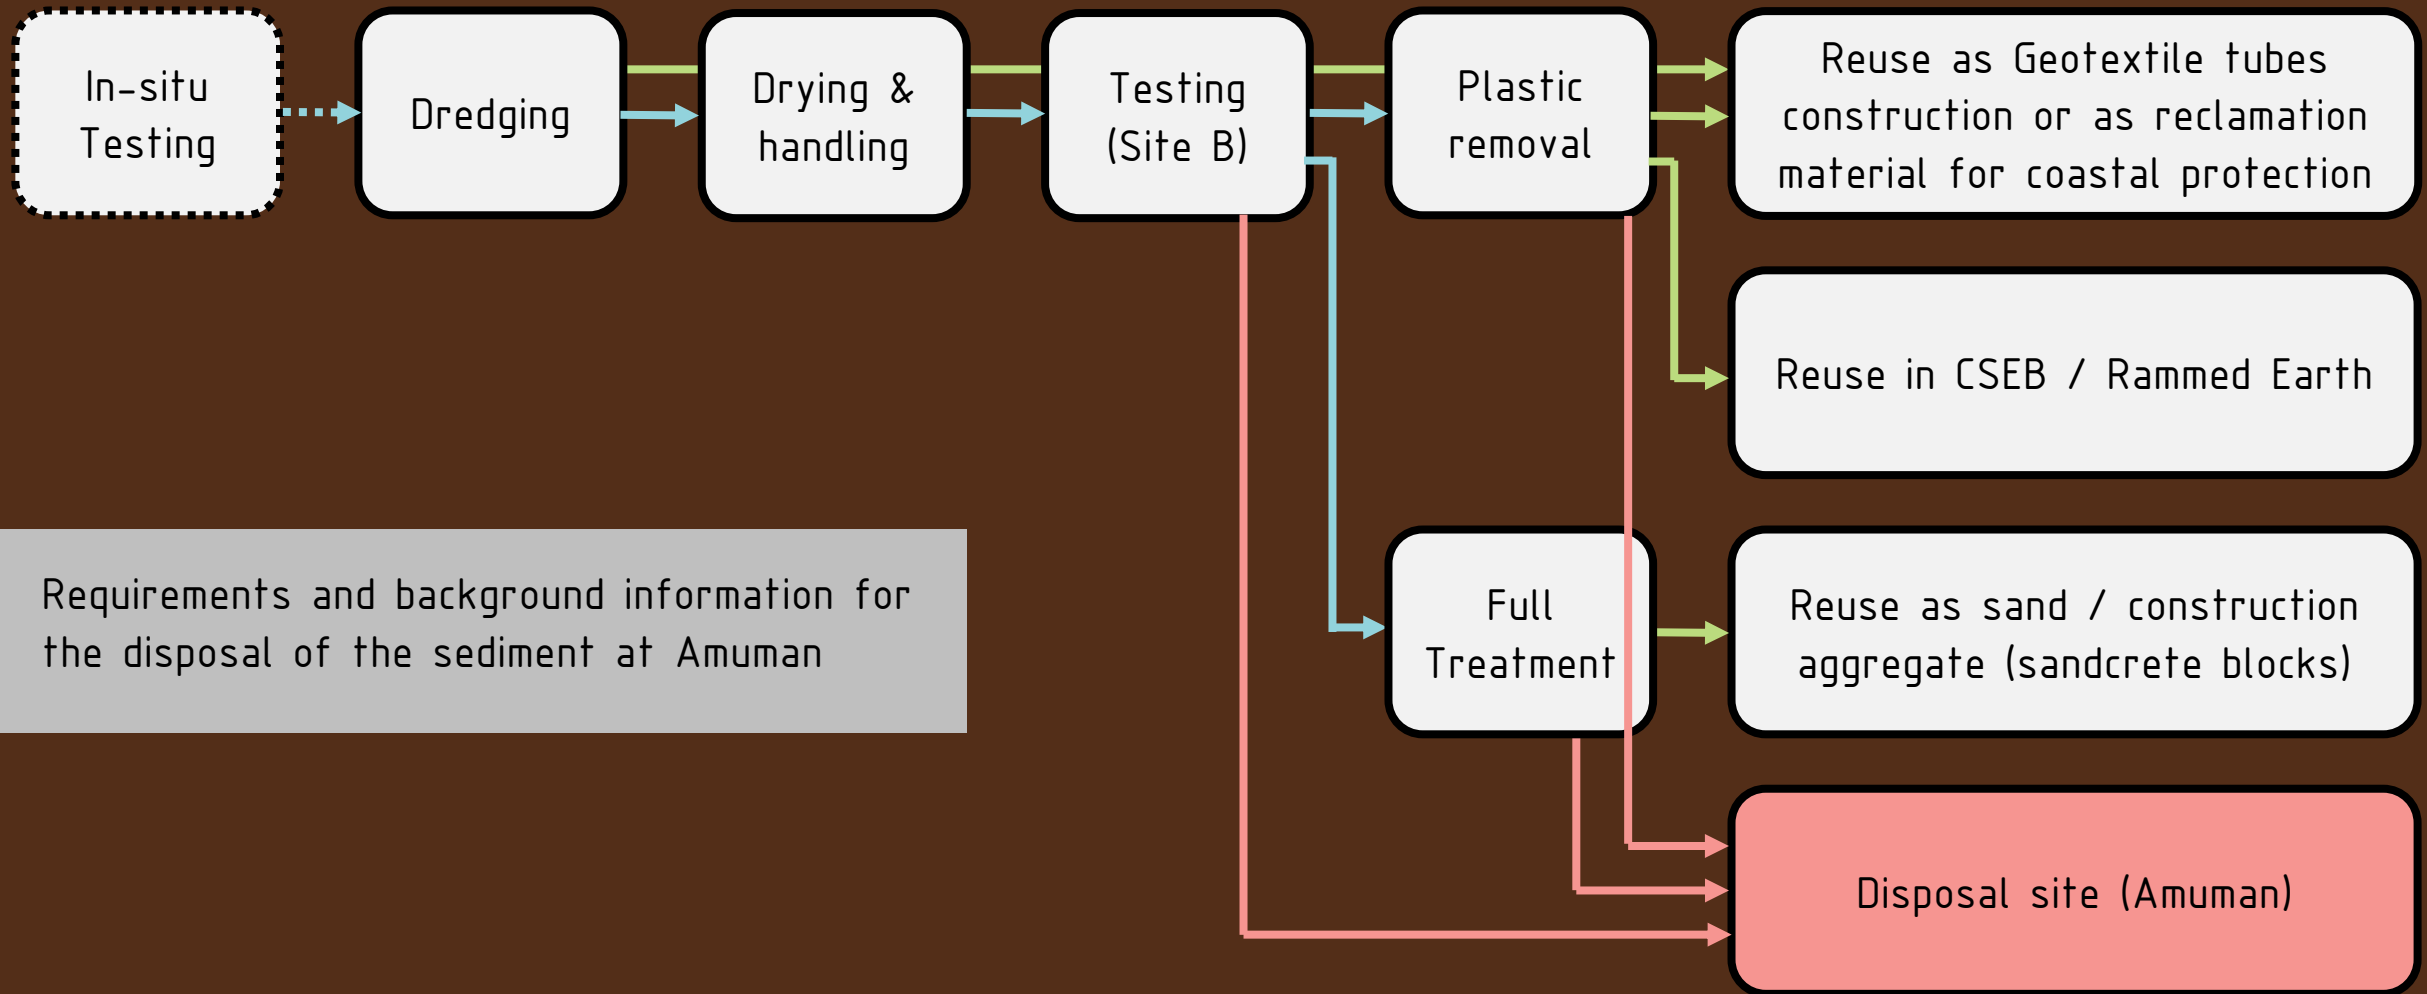 In-situ
Testing
Dredging
Drying &
handling
Testing
(Site B)
Plastic
removal
Reuse as Geotextile tubes
construction or as reclamation
material for coastal protection
Reuse in CSEB / Rammed Earth
Requirements and background information for
the disposal of the sediment at Amuman
Full
Treatment
Reuse as sand / construction
aggregate (sandcrete blocks)
Disposal site (Amuman)